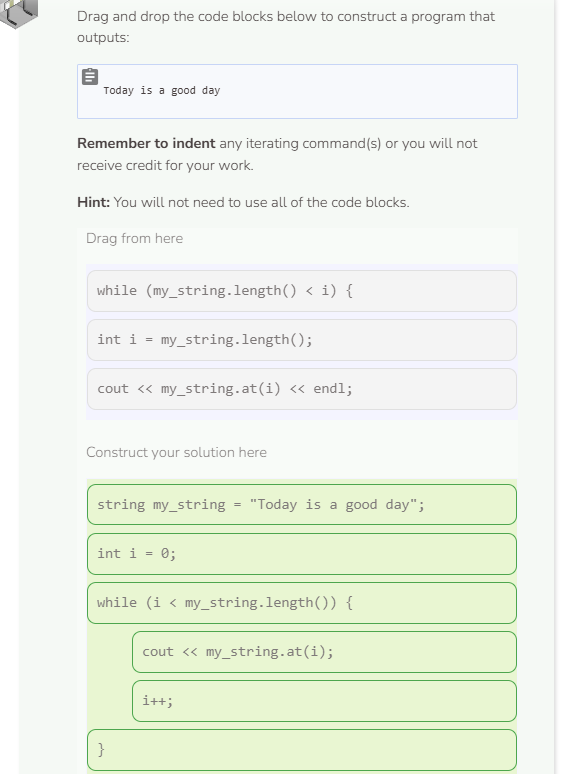 Drag and drop the code blocks below to construct a program that
outputs:
Today is a good day
Remember to indent any iterating command(s) or you will not
receive credit for your work.
Hint: You will not need to use all of the code blocks.
Drag from here
while (my_string.length() < i) {
int i = my_string.length();
cout << my_string.at(i) << endl;
Construct your solution here
string my_string = "Today is a good day";
int i = 0;
while (i < my_string.length()) {
cout << my_string.at(i);
i++;
}